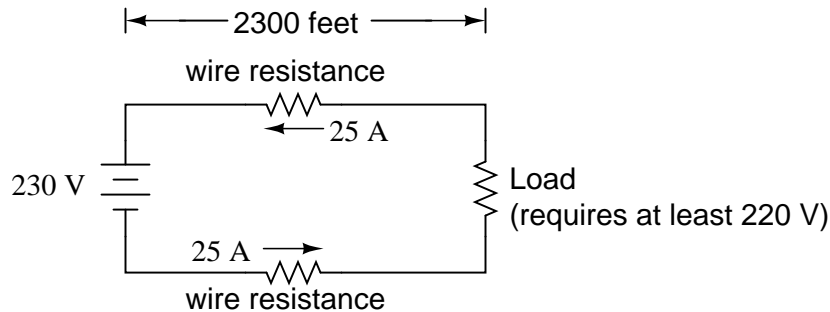 2300 feet
wire resistance
25 A
230 V
Load
(requires at least 220 V)
25 A
wire resistance